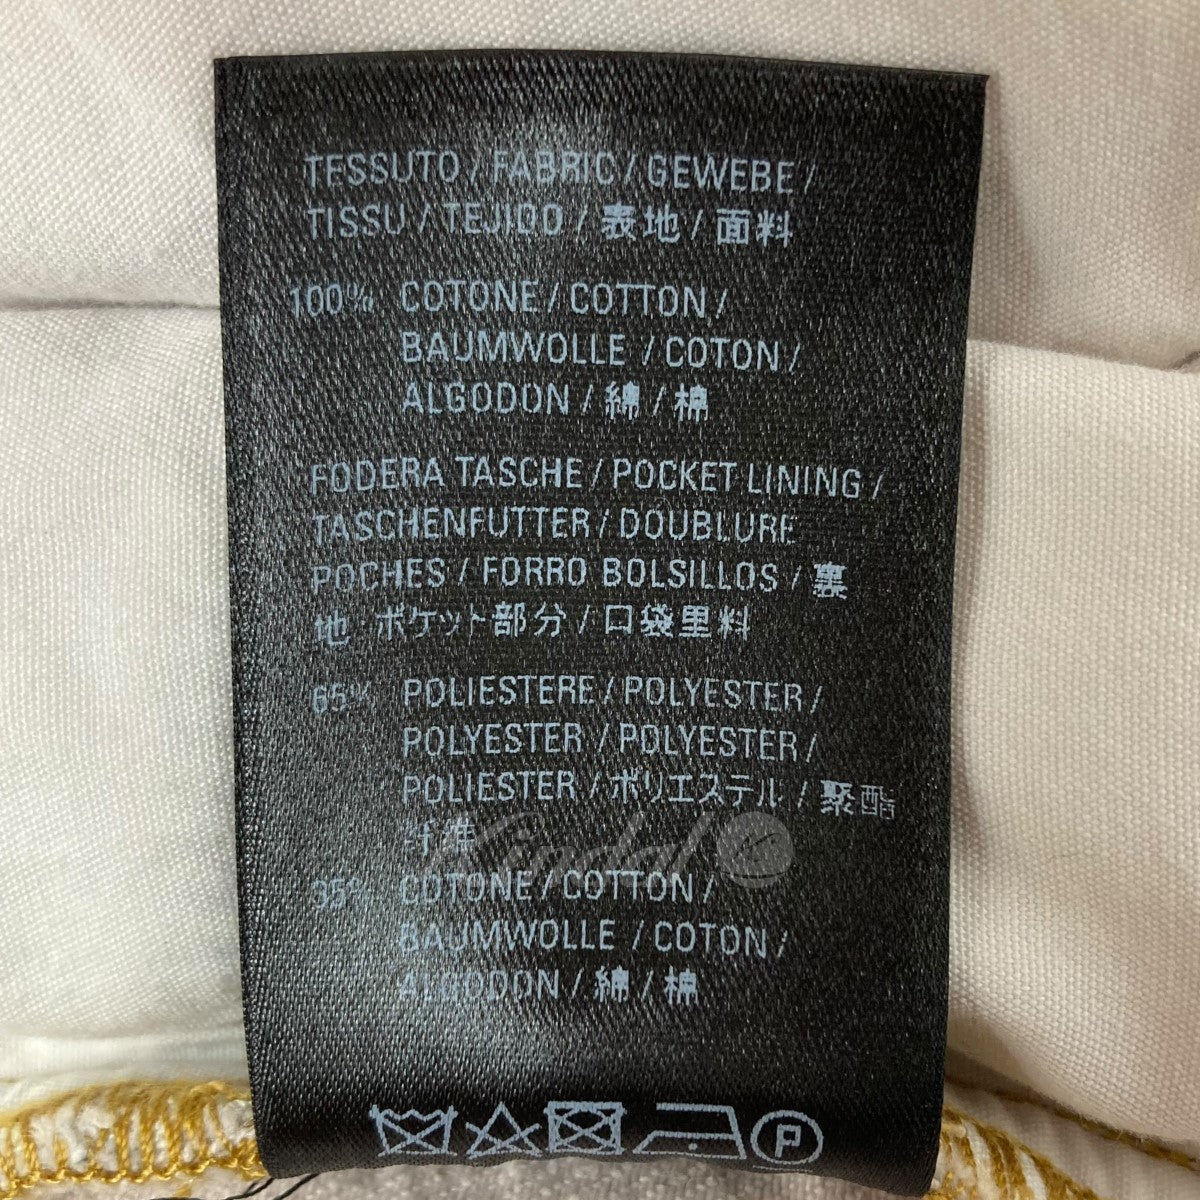 TESSUTO / FABRIC / GEWEBE /
TISSU / TEJIDO / 表地 / 面料
100% COTONE / COTTON /
BAUMWOLLE / COTON /
ALGODON / 綿 / 棉
FODERA TASCHE / POCKET LINING /
TASCHENFUTTER / DOUBLURE
POCHES / FORRO BOLSILLOS / 裏
地 ポケット部分 / 口袋里料
65% POLIESTERE / POLYESTER /
POLYESTER / POLYESTER /
POLIESTER / ポリエステル / 聚酯
纤维
Kindal
35% COTONE / COTTON /
BAUMWOLLE / COTON /
ALGODON / 綿 / 棉
P